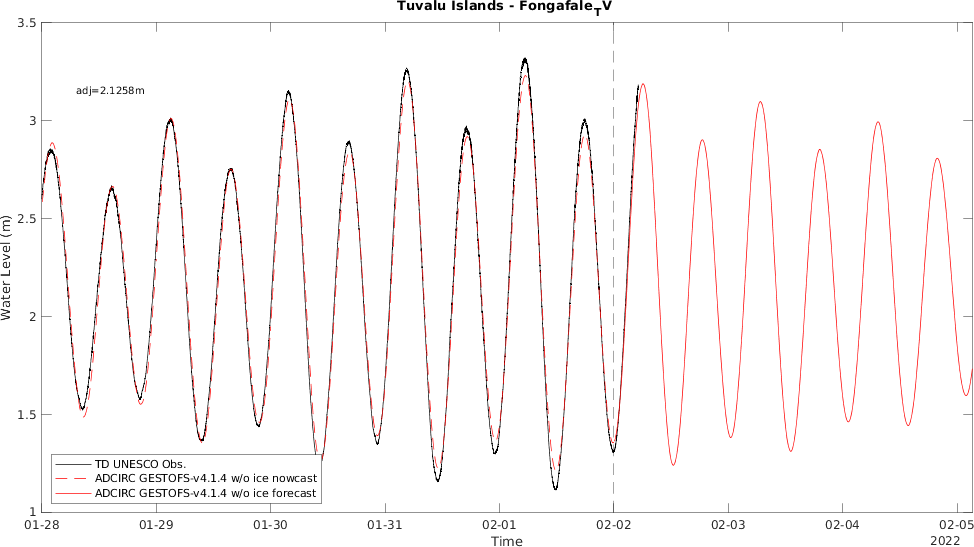 Tuvalu Islands - Fongafale_TV
3.5
adj=2.1258m
3
2.5
Water Level (m)
2
1.5
TD UNESCO Obs.
ADCIRC GESTOFS-v4.1.4 w/o ice nowcast
ADCIRC GESTOFS-v4.1.4 w/o ice forecast
1
01-28 01-29 01-30 01-31 02-01 02-02 02-03 02-04 02-05
Time
2022